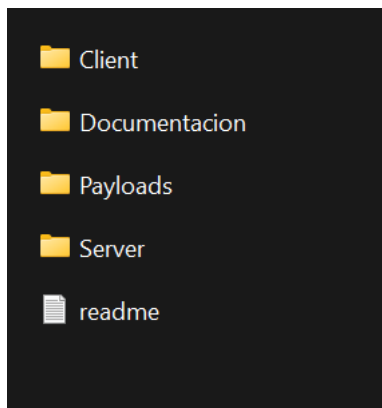 Client
Documentacion
Payloads
Server
readme